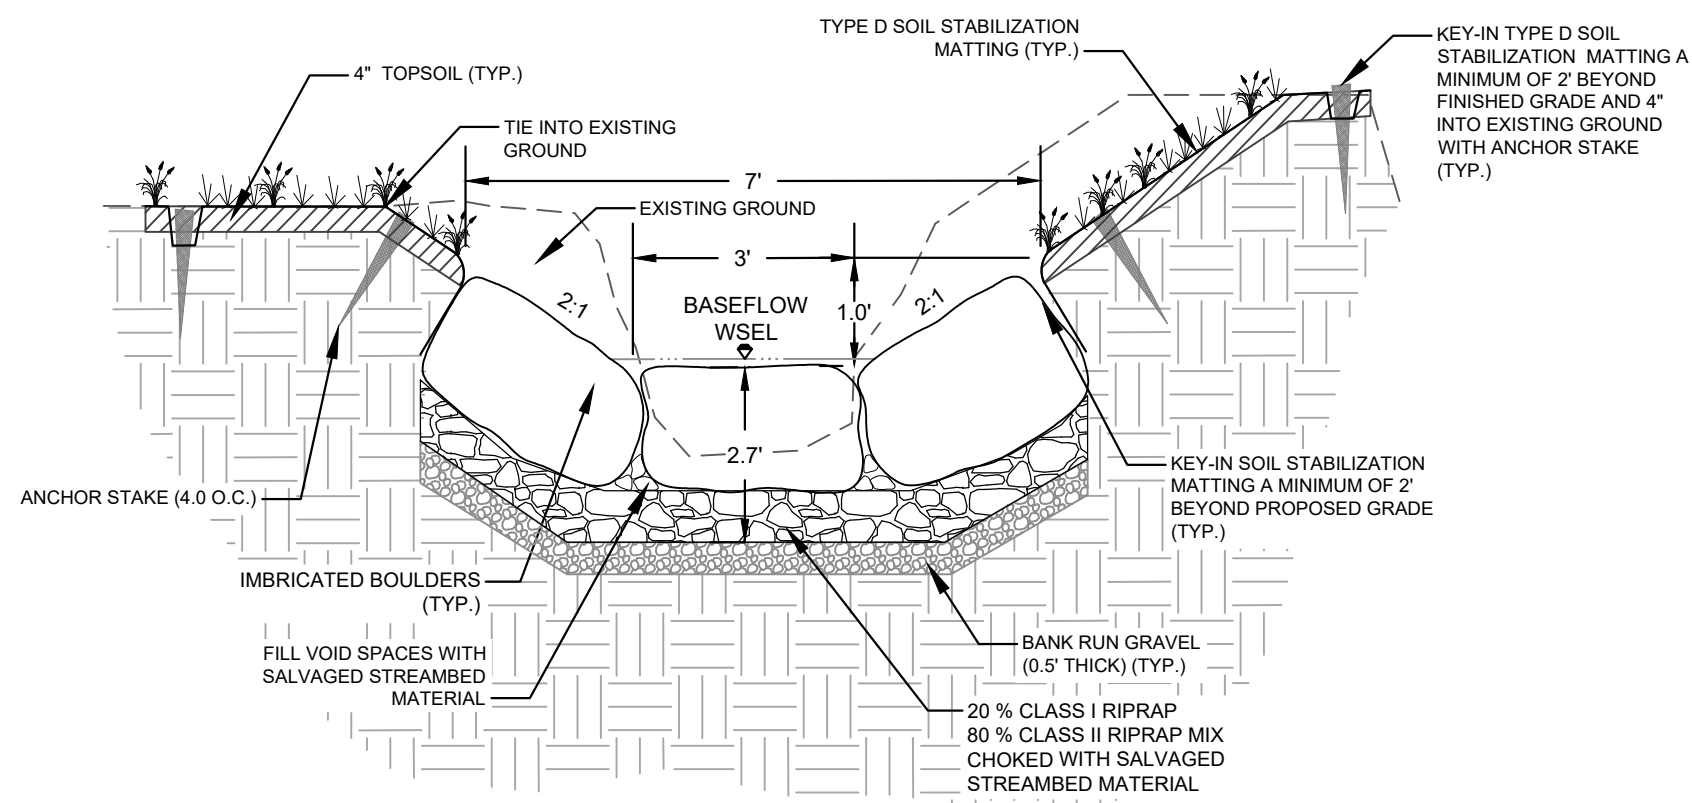 TYPE D SOIL STABILIZATION
MATTING (TYP.)
KEY-IN TYPE D SOIL
STABILIZATION  MATTING A
MINIMUM OF 2' BEYOND
FINISHED GRADE AND 4"
INTO EXISTING GROUND
WITH ANCHOR STAKE
(TYP.)
4"  TOPSOIL (TYP.)
TIE INTO EXISTING
GROUND
7'
EXISTING GROUND
3'
2:1
BASEFLOW
WSEL
1.0'
2:1
2.7'
KEY-IN SOIL STABILIZATION
MATTING A MINIMUM OF 2'
BEYOND PROPOSED GRADE
(TYP.)
ANCHOR STAKE (4.0 O.C.)
IMBRICATED BOULDERS
(TYP.)
FILL VOID SPACES WITH
SALVAGED STREAMBED
MATERIAL
BANK RUN GRAVEL
(0.5' THICK) (TYP.)
20 % CLASS I RIPRAP
80 % CLASS II RIPRAP MIX
CHOKED WITH SALVAGED
STREAMBED MATERIAL